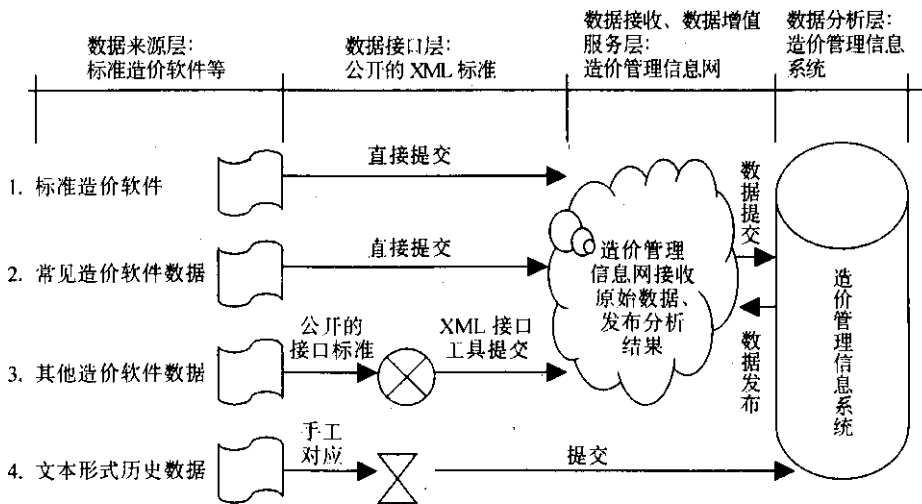 数据来源层:
标准造价软件等
数据接口层:
公开的 XML 标准
数据接收、数据增值
服务层:
造价管理信息网
数据分析层:
造价管理信息
系统
1. 标准造价软件
直接提交
2. 常见造价软件数据
直接提交
3. 其他造价软件数据
公开的
接口标准
XML 接口
工具提交
4. 文本形式历史数据
手工
对应
提交
造价管理
信息网接收
原始数据、
发布分析
结果
数据提交
数据发布
造价管理信息系统